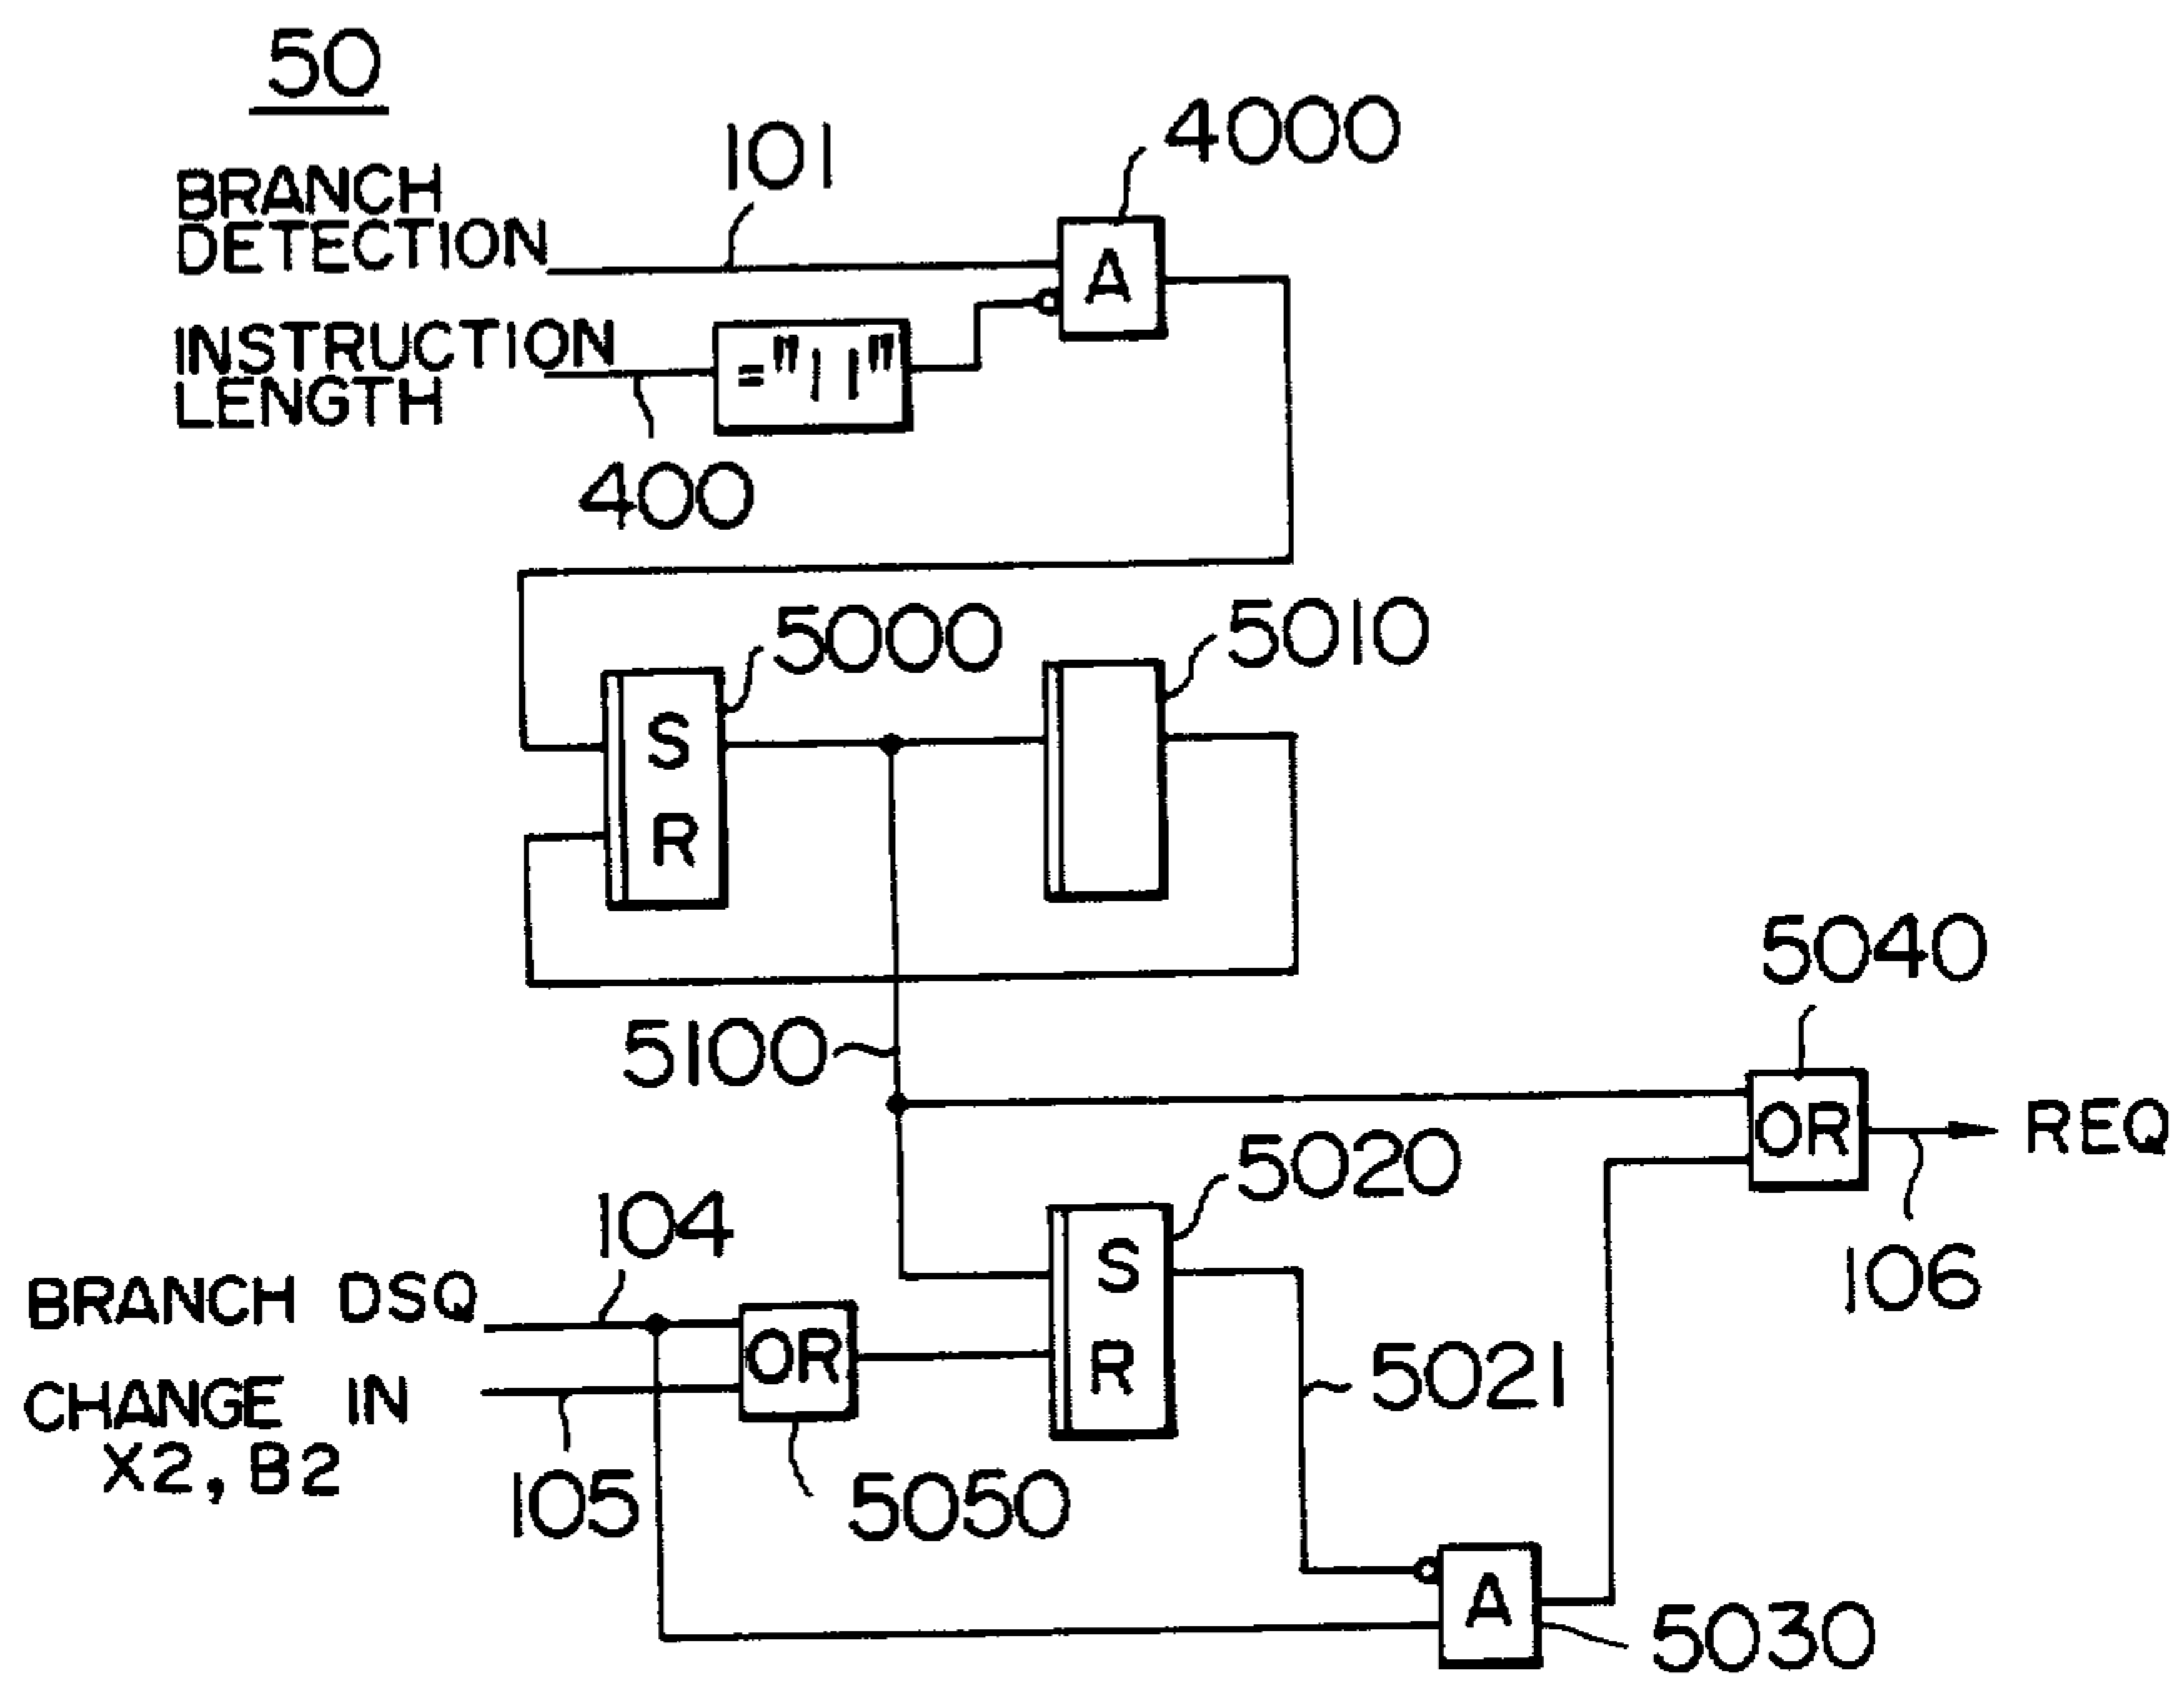 50
101
4000
BRANCH
DETECTION
A
INSTRUCTION
LENGTH
="11"
400
5000
5010
S
R
5100
5040
OR
REQ
106
5020
104
S
R
BRANCH DSQ
OR
CHANGE IN
X2, B2
105
5050
5021
A
5030